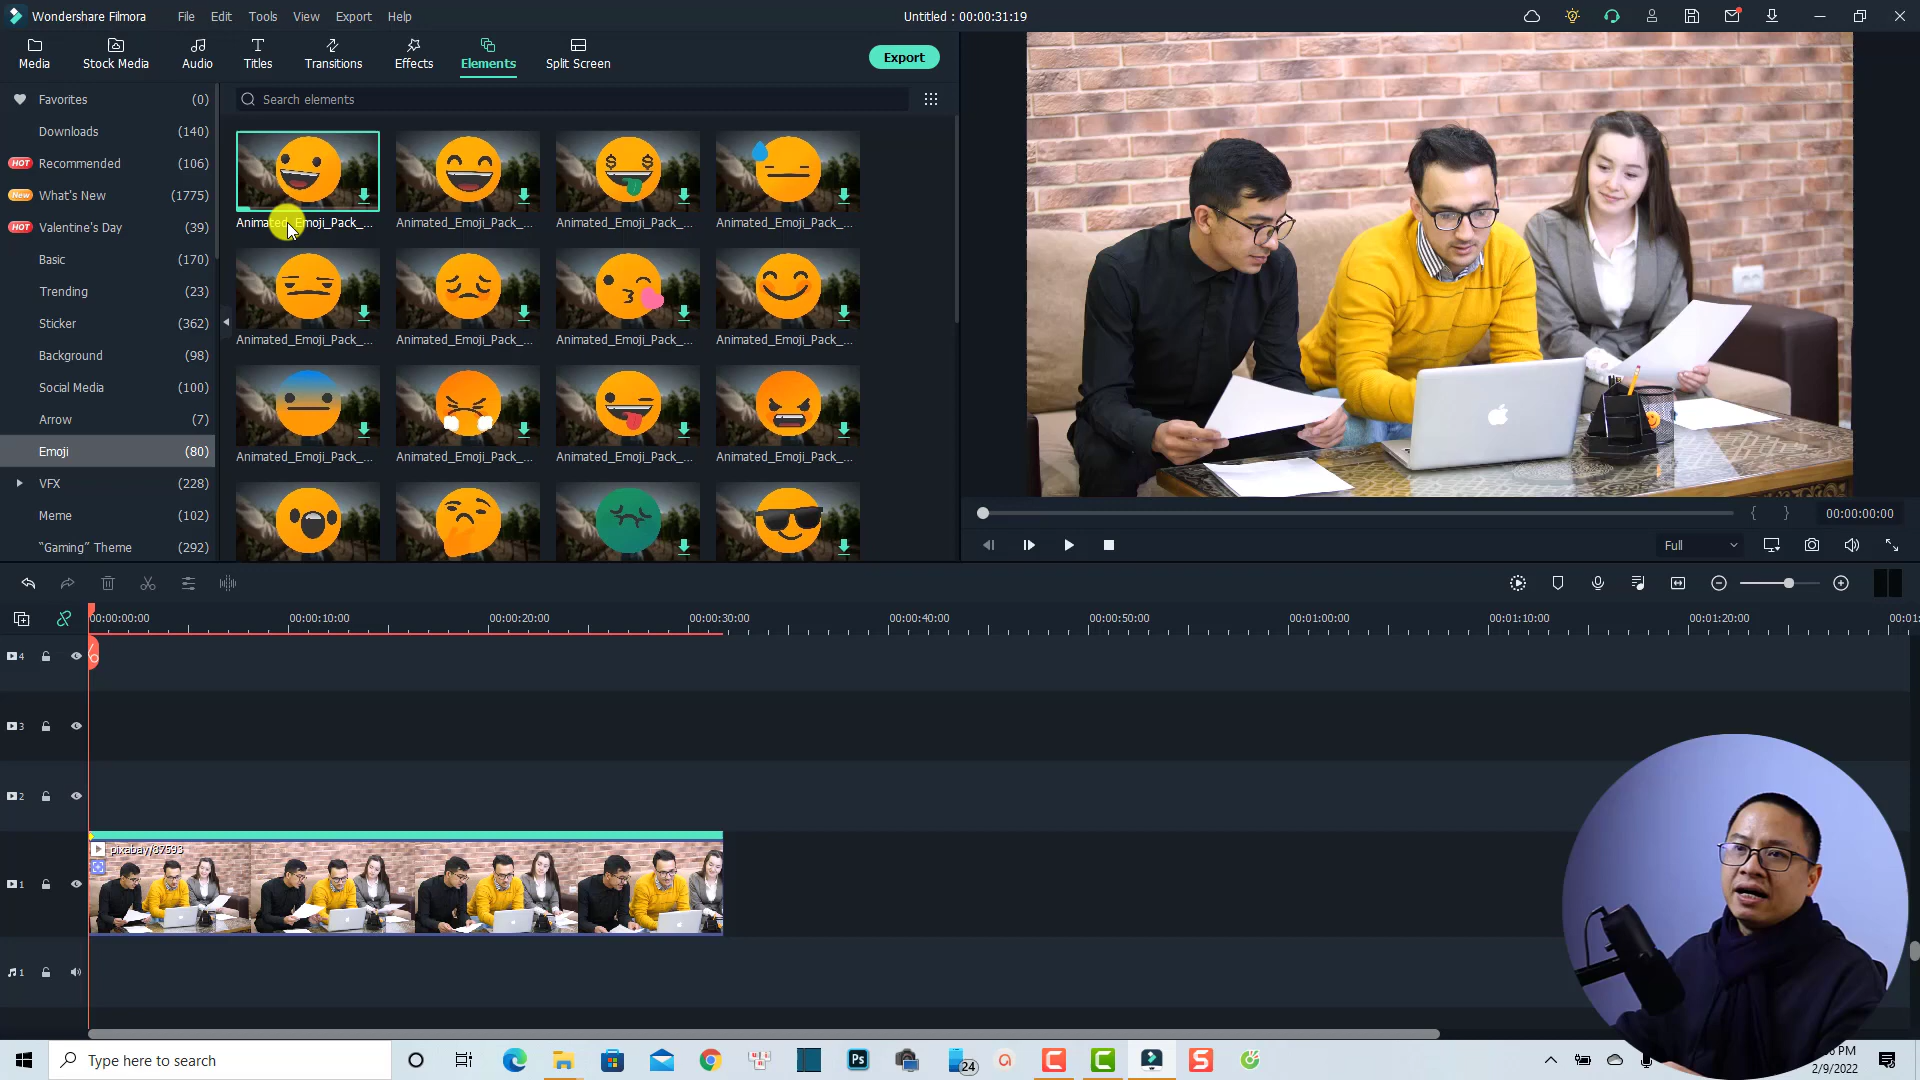 Wondershare Filmora File Edit Tools View Export Help Untitled : 00:00:31:19
Media Stock Media Audio Titles Transitions Effects Elements Split Screen Export
Favorites (0)
Search elements
Downloads (140)
HOT Recommended (106)
New What's New (1775)
HOT Valentine's Day (39)
Basic (170)
Trending (23)
Sticker (362)
Background (98)
Social Media (100)
Arrow (7)
Emoji (80)
VFX (228)
Meme (102)
"Gaming" Theme (292)
Animated_Emoji_Pack_... Animated_Emoji_Pack_... Animated_Emoji_Pack_... Animated_Emoji_Pack_...
Animated_Emoji_Pack_... Animated_Emoji_Pack_... Animated_Emoji_Pack_... Animated_Emoji_Pack_...
Animated_Emoji_Pack_... Animated_Emoji_Pack_... Animated_Emoji_Pack_... Animated_Emoji_Pack_...
{ } 00:00:00:00
Full
00:00:00:00 00:00:10:00 00:00:20:00 00:00:30:00 00:00:40:00 00:00:50:00 00:01:00:00 00:01:10:00 00:01:20:00 00:01:
4
3
2
pixabay/37593
1
1
Type here to search
Ps
24
PM
2/9/2022